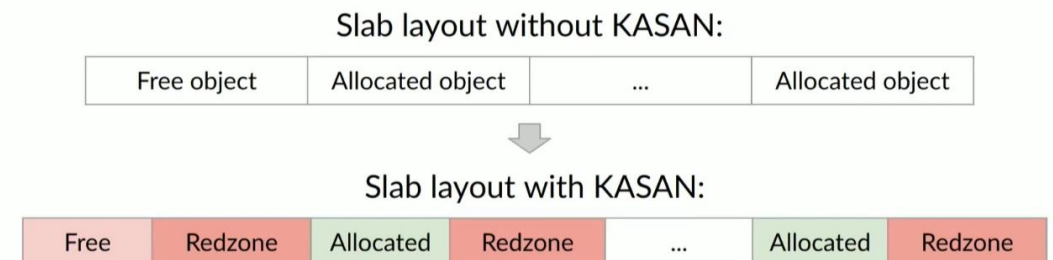 Slab layout without KASAN:
Free object Allocated object ... Allocated object
Slab layout with KASAN:
Free Redzone Allocated Redzone ... Allocated Redzone